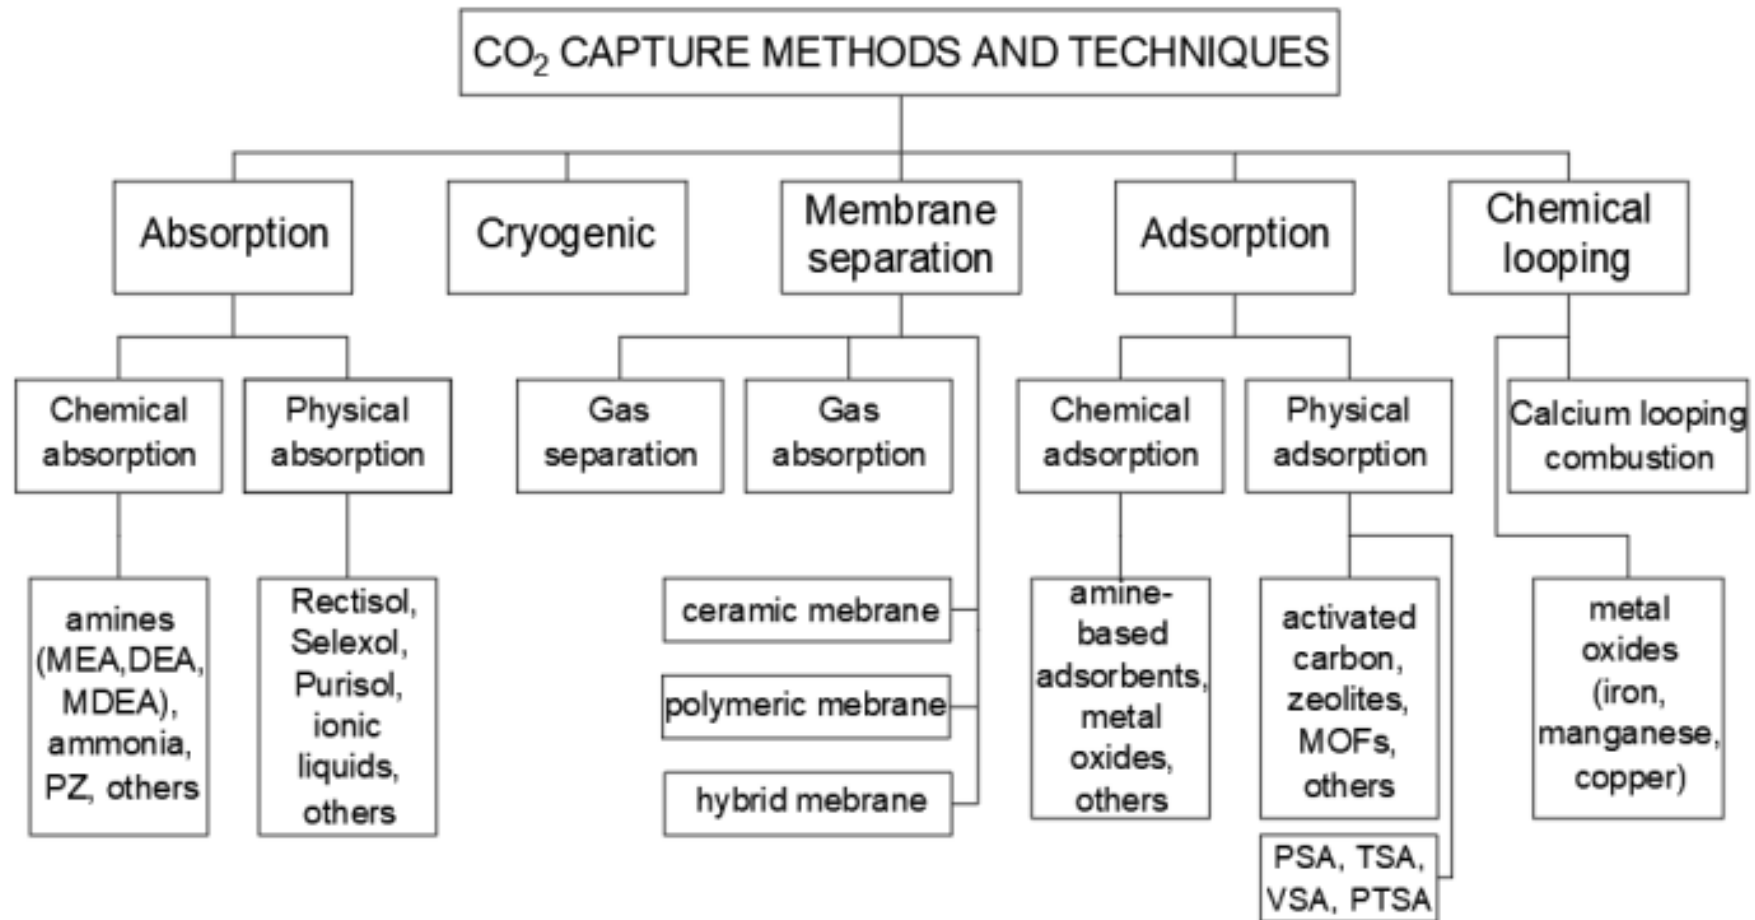 CO₂ CAPTURE METHODS AND TECHNIQUES
Absorption
Cryogenic
Membrane
separation
Adsorption
Chemical
looping
Chemical
absorption
Physical
absorption
Gas
separation
Gas
absorption
Chemical
adsorption
Physical
adsorption
Calcium looping
combustion
amines
(MEA,DEA,
MDEA),
ammonia,
PZ, others
Rectisol,
Selexol,
Purisol,
ionic
liquids,
others
ceramic mebrane
polymeric mebrane
hybrid mebrane
amine-
based
adsorbents,
metal
oxides,
others
activated
carbon,
zeolites,
MOFs,
others
PSA, TSA,
VSA, PTSA
metal
oxides
(iron,
manganese,
copper)